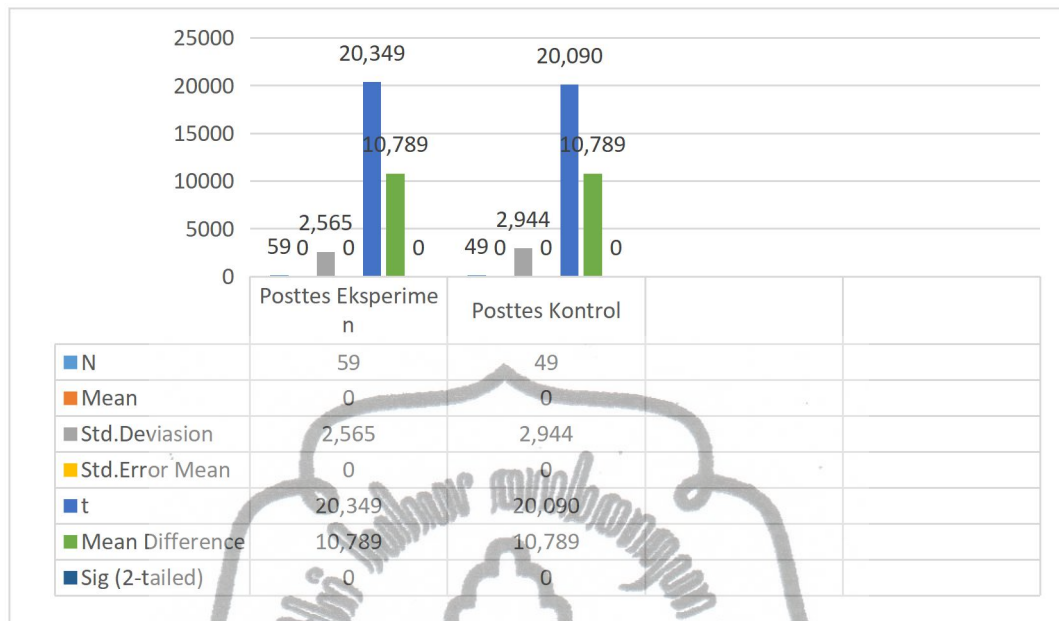 25000
20000
15000
10000
5000
0
59 0 2,565 0 20,349 10,789 0
49 0 2,944 0 20,090 10,789 0
Posttes Eksperime
n
Posttes Kontrol
N 59 49
Mean 0 0
Std.Deviasion 2,565 2,944
Std.Error Mean 0 0
t 20,349 20,090
Mean Difference 10,789 10,789
Sig (2-tailed) 0 0